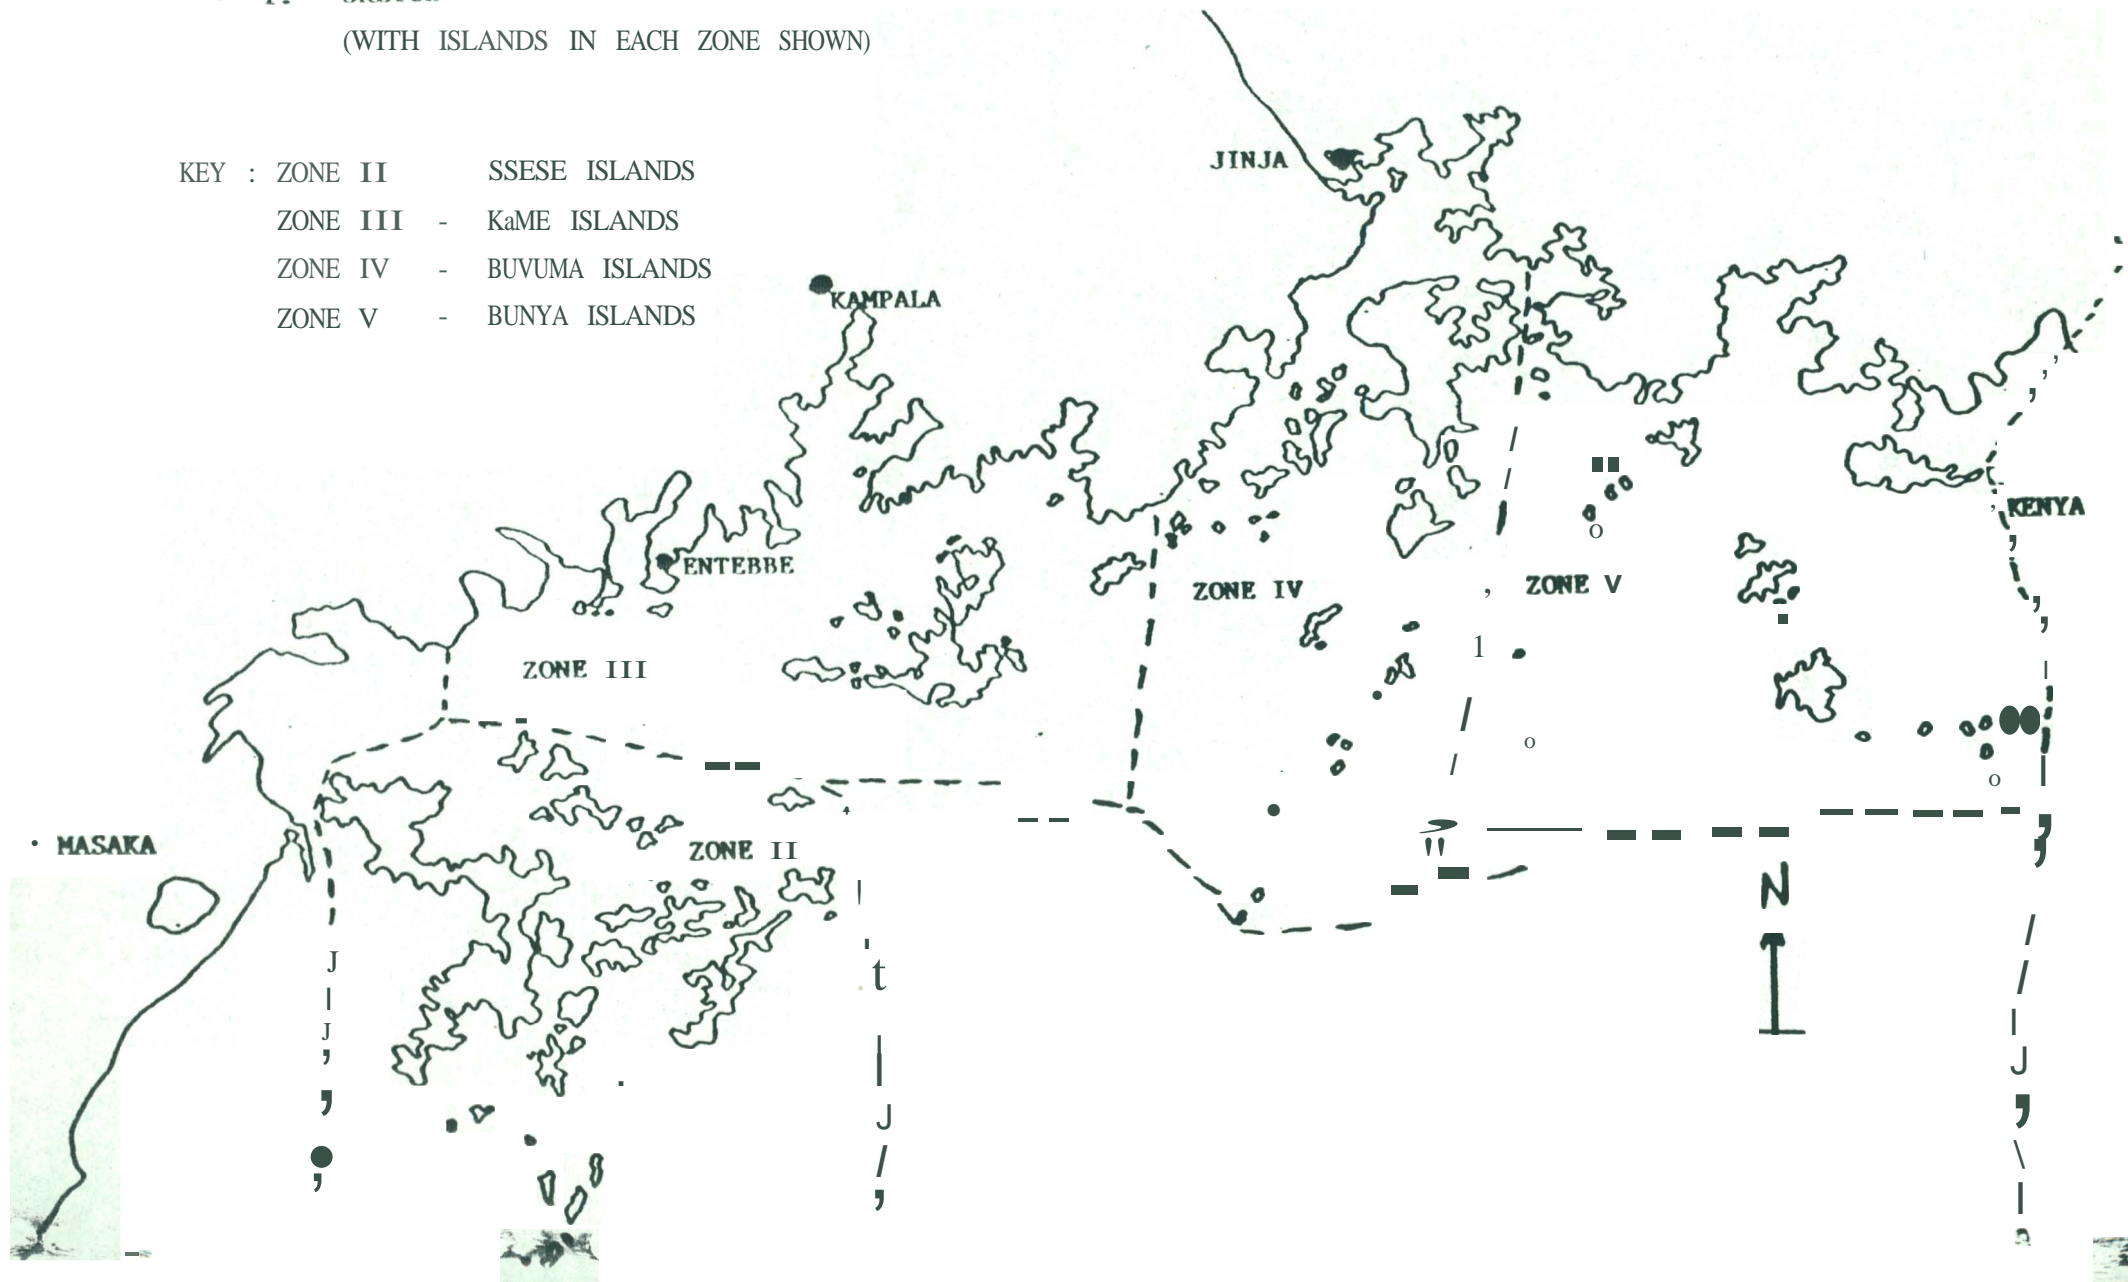 (WITH ISLANDS IN EACH ZONE SHOWN)
KEY : ZONE II SSESE ISLANDS
ZONE III - KaME ISLANDS
ZONE IV - BUVUMA ISLANDS
ZONE V - BUNYA ISLANDS
JINJA
KAMPALA
KENYA
ENTEBBE
ZONE IV
ZONE V
ZONE III
MASAKA
ZONE II
N